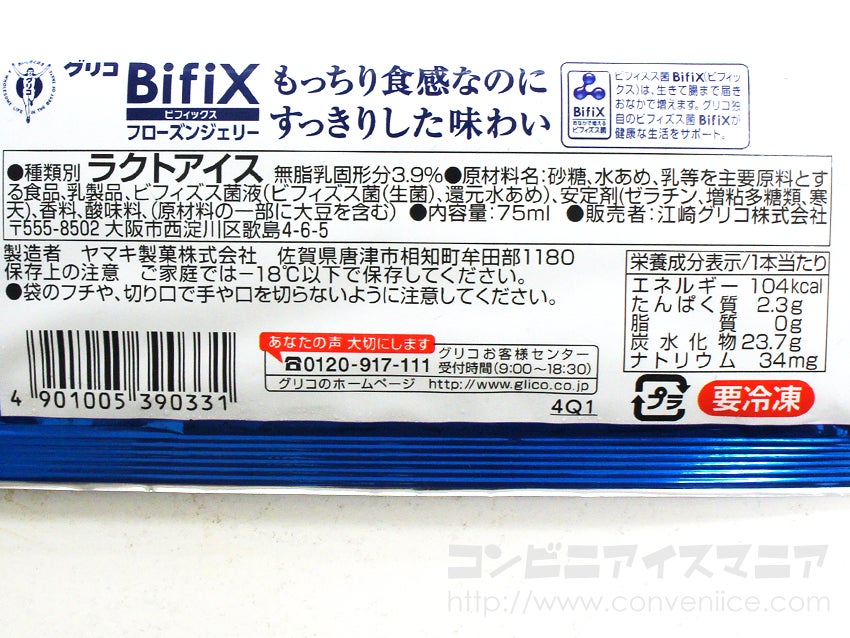 グリコ
BifiX
ビフィックス
フローズンジェリー
もっちり食感なのに
すっきりした味わい
BifiX
おなかで増える
ビフィズス菌
ビフィズス菌BifiX(ビフィッ
クス)は、生きて腸まで届き
おなかで増えます。グリコ独
自のビフィズス菌BifiXが
健康な生活をサポート。
●種類別 ラクトアイス 無脂乳固形分3.9%●原材料名:砂糖、水あめ、乳等を主要原料とす
る食品、乳製品、ビフィズス菌液(ビフィズス菌(生菌)、還元水あめ)、安定剤(ゼラチン、増粘多糖類、寒
天)、香料、酸味料、(原材料の一部に大豆を含む) ●内容量:75ml ●販売者:江崎グリコ株式会社
〒555-8502 大阪市西淀川区歌島4-6-5
製造者 ヤマキ製菓株式会社 佐賀県唐津市相知町牟田部1180
保存上の注意 ご家庭では−18℃以下で保存してください。
●袋のフチや、切り口で手や口を切らないように注意してください。
栄養成分表示/1本当たり
エネルギー 104kcal
たんぱく質 2.3g
脂質 0g
炭水化物 23.7g
ナトリウム 34mg
あなたの声 大切にします
☎0120-917-111
グリコお客様センター
受付時間(9:00〜18:30)
グリコのホームページ http://www.glico.co.jp
4 901005 390331
4Q1
プラ
要冷凍
コンビニアイスマニア
http://www.conveniice.com